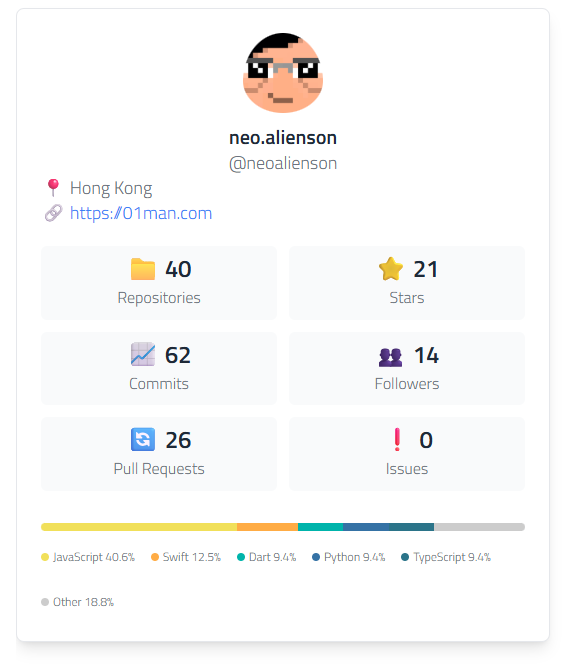 neo.alienson
@neoalienson
Hong Kong
https://01man.com
40
Repositories
21
Stars
62
Commits
14
Followers
26
Pull Requests
0
Issues
JavaScript 40.6% Swift 12.5% Dart 9.4% Python 9.4% TypeScript 9.4%
Other 18.8%